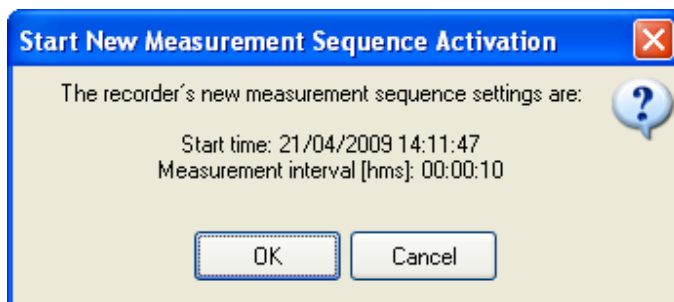 Start New Measurement Sequence Activation
The recorder´s new measurement sequence settings are:
Start time: 21/04/2009 14:11:47
Measurement interval [hms]: 00:00:10
OK
Cancel